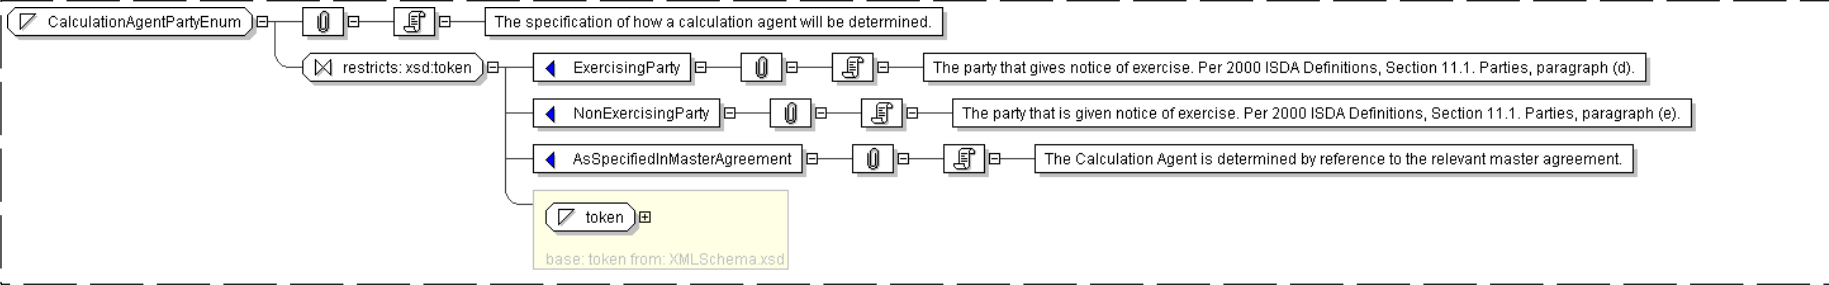 CalculationAgentPartyEnum
The specification of how a calculation agent will be determined.
restricts: xsd:token
ExercisingParty
The party that gives notice of exercise. Per 2000 ISDA Definitions, Section 11.1. Parties, paragraph (d).
NonExercisingParty
The party that is given notice of exercise. Per 2000 ISDA Definitions, Section 11.1. Parties, paragraph (e).
AsSpecifiedInMasterAgreement
The Calculation Agent is determined by reference to the relevant master agreement.
token
base: token from: XMLSchema.xsd